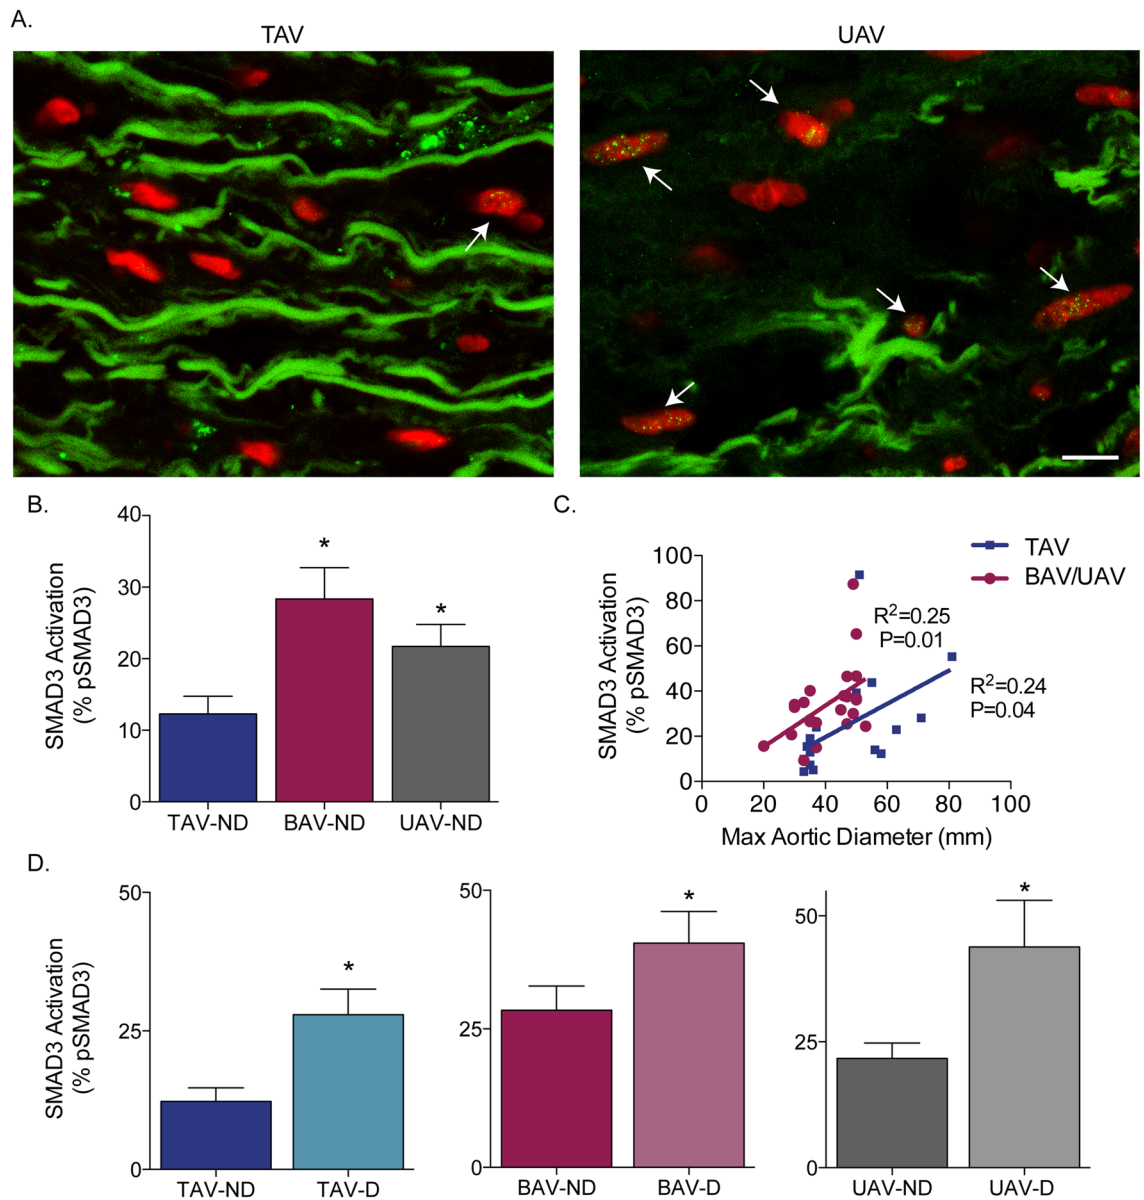 A.
TAV
UAV
B.
SMAD3 Activation
(% pSMAD3)
40
30
20
10
0
*
*
TAV-ND
BAV-ND
UAV-ND
C.
SMAD3 Activation
(% pSMAD3)
100
80
60
40
20
0
0
20
40
60
80
100
Max Aortic Diameter (mm)
TAV
BAV/UAV
R²=0.25
P=0.01
R²=0.24
P=0.04
D.
SMAD3 Activation
(% pSMAD3)
50
25
0
*
TAV-ND
TAV-D
50
25
0
*
BAV-ND
BAV-D
50
25
0
*
UAV-ND
UAV-D